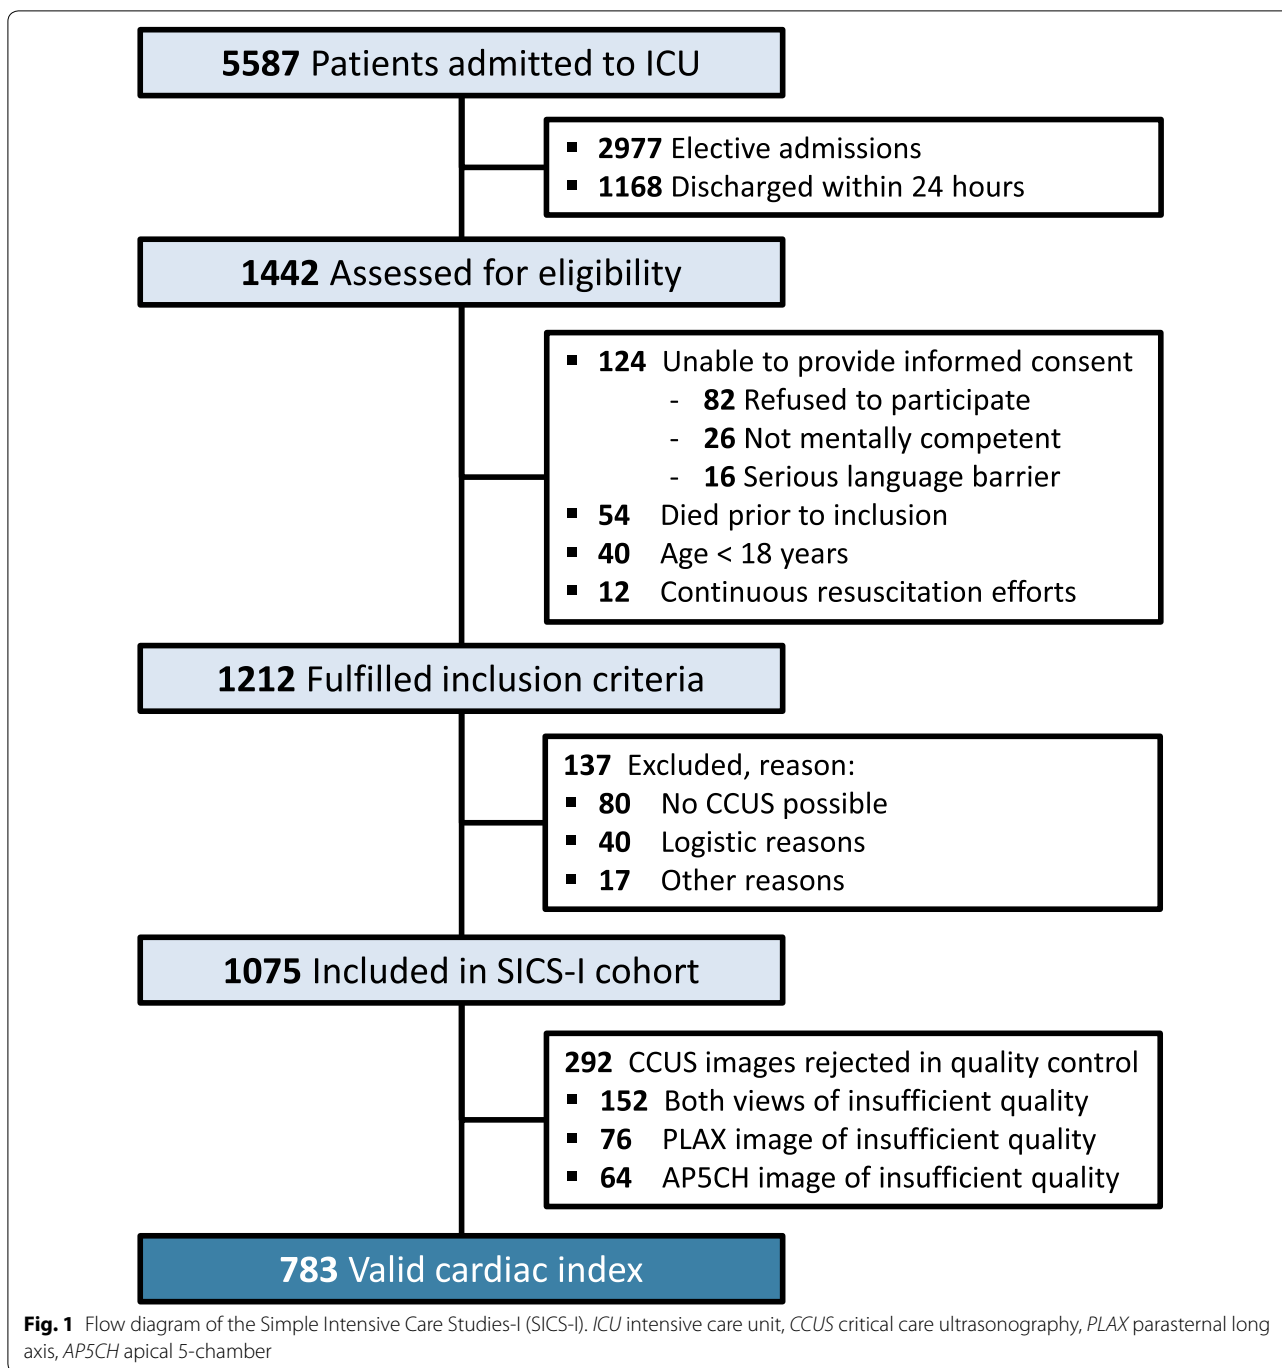 5587 Patients admitted to ICU
▪ 2977 Elective admissions
▪ 1168 Discharged within 24 hours
1442 Assessed for eligibility
▪ 124 Unable to provide informed consent
- 82 Refused to participate
- 26 Not mentally competent
- 16 Serious language barrier
▪ 54 Died prior to inclusion
▪ 40 Age < 18 years
▪ 12 Continuous resuscitation efforts
1212 Fulfilled inclusion criteria
137 Excluded, reason:
▪ 80 No CCUS possible
▪ 40 Logistic reasons
▪ 17 Other reasons
1075 Included in SICS-I cohort
292 CCUS images rejected in quality control
▪ 152 Both views of insufficient quality
▪ 76 PLAX image of insufficient quality
▪ 64 AP5CH image of insufficient quality
783 Valid cardiac index
Fig. 1 Flow diagram of the Simple Intensive Care Studies-I (SICS-I). ICU intensive care unit, CCUS critical care ultrasonography, PLAX parasternal long
axis, AP5CH apical 5-chamber